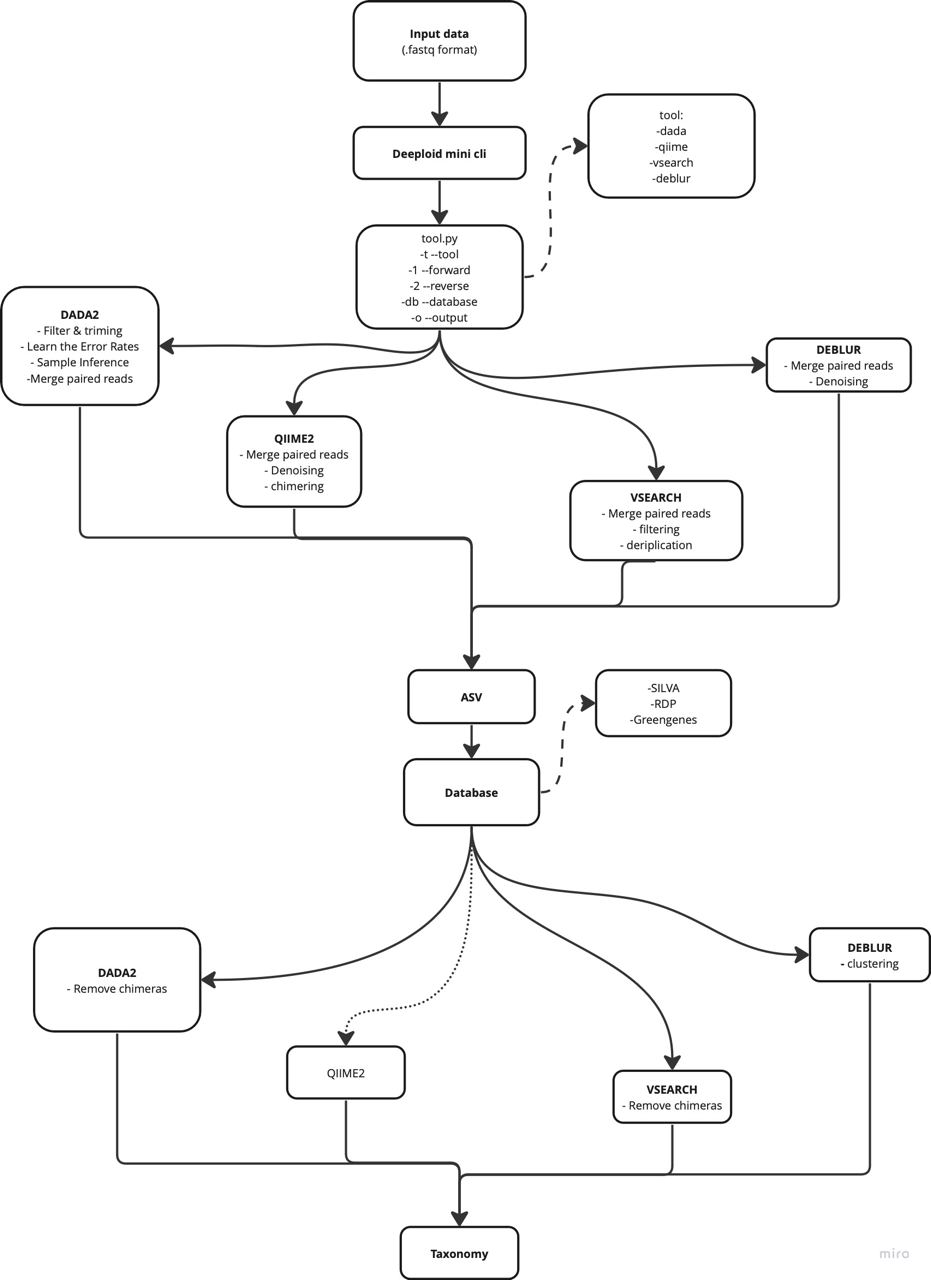 Input data
(.fastq format)
Deeploid mini cli
tool:
-dada
-qiime
-vsearch
-deblur
tool.py
-t --tool
-1 --forward
-2 --reverse
-db --database
-o --output
DADA2
- Filter & triming
- Learn the Error Rates
- Sample Inference
-Merge paired reads
DEBLUR
- Merge paired reads
- Denoising
QIIME2
- Merge paired reads
- Denoising
- chimering
VSEARCH
- Merge paired reads
- filtering
- deriplication
ASV
-SILVA
-RDP
-Greengenes
Database
DADA2
- Remove chimeras
DEBLUR
- clustering
QIIME2
VSEARCH
- Remove chimeras
Taxonomy
miro